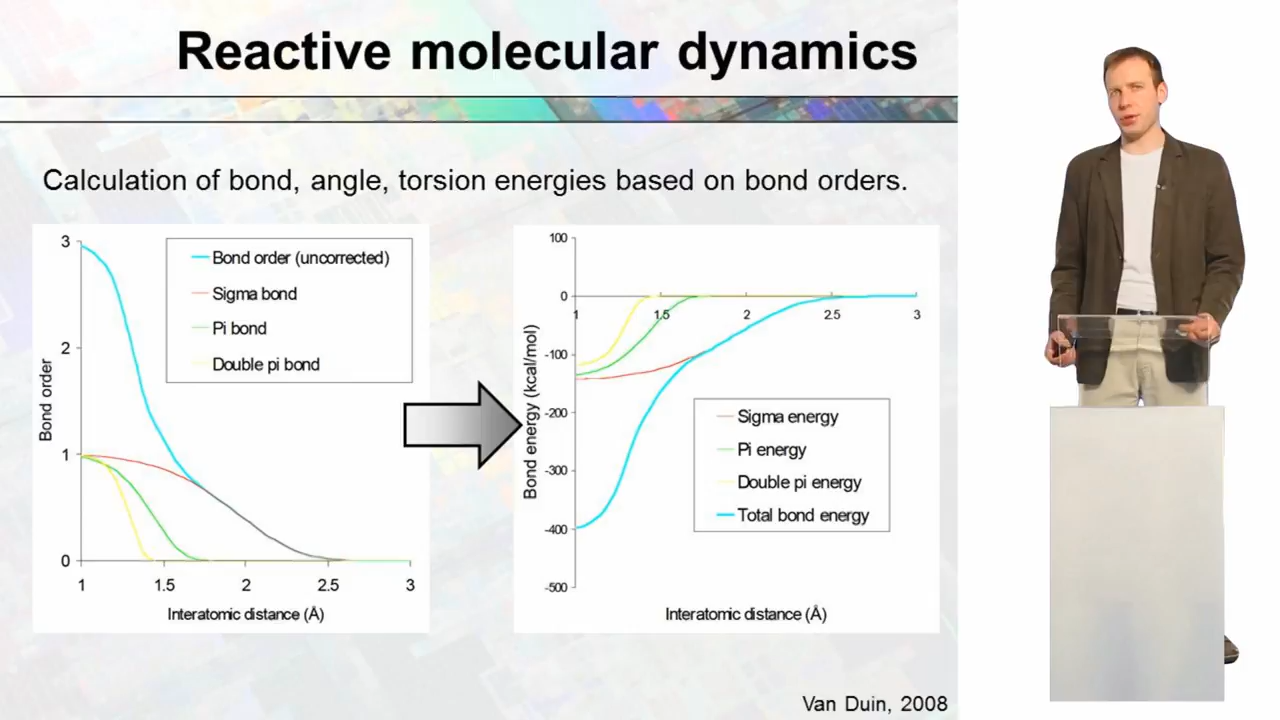 Reactive molecular dynamics
Calculation of bond, angle, torsion energies based on bond orders.
3
2
1
0
Bond order
1
1.5
2
2.5
3
Interatomic distance (Å)
Bond order (uncorrected)
Sigma bond
Pi bond
Double pi bond
100
0
-100
-200
-300
-400
-500
Bond energy (kcal/mol)
1
1.5
2
2.5
3
Sigma energy
Pi energy
Double pi energy
Total bond energy
Interatomic distance (Å)
Van Duin, 2008